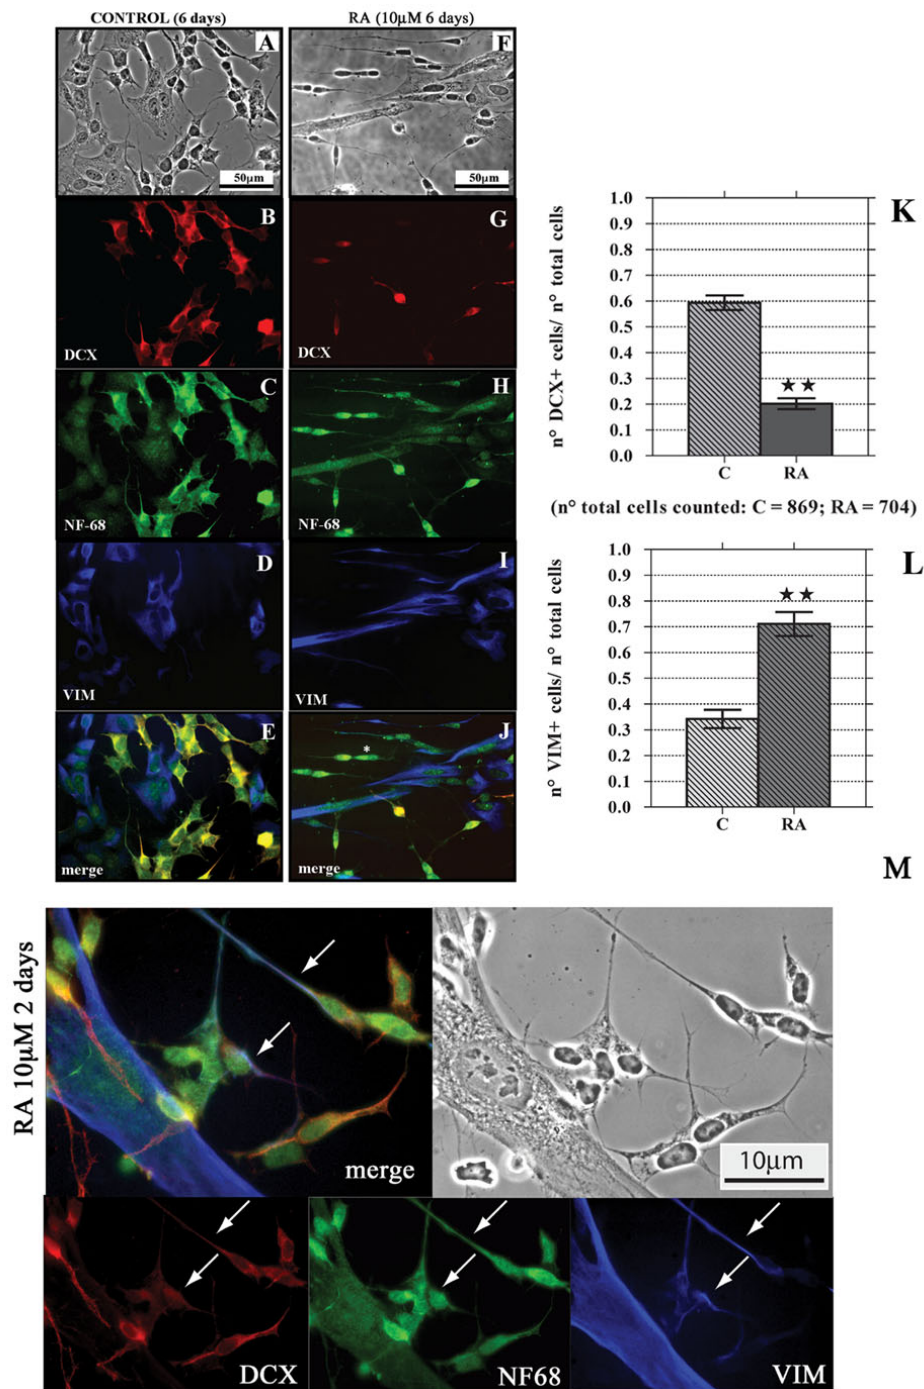 CONTROL (6 days)
RA (10µM 6 days)
A
F
50µm
50µm
B
G
DCX
DCX
C
H
NF-68
NF-68
D
I
VIM
VIM
E
J
*
merge
merge
K
n° DCX+ cells/ n° total cells
1.0
0.9
0.8
0.7
0.6
0.5
0.4
0.3
0.2
0.1
0.0
★★
C
RA
(n° total cells counted: C = 869; RA = 704)
L
n° VIM+ cells/ n° total cells
1.0
0.9
0.8
0.7
0.6
0.5
0.4
0.3
0.2
0.1
0.0
★★
C
RA
M
RA 10µM 2 days
merge
10µm
DCX
NF68
VIM